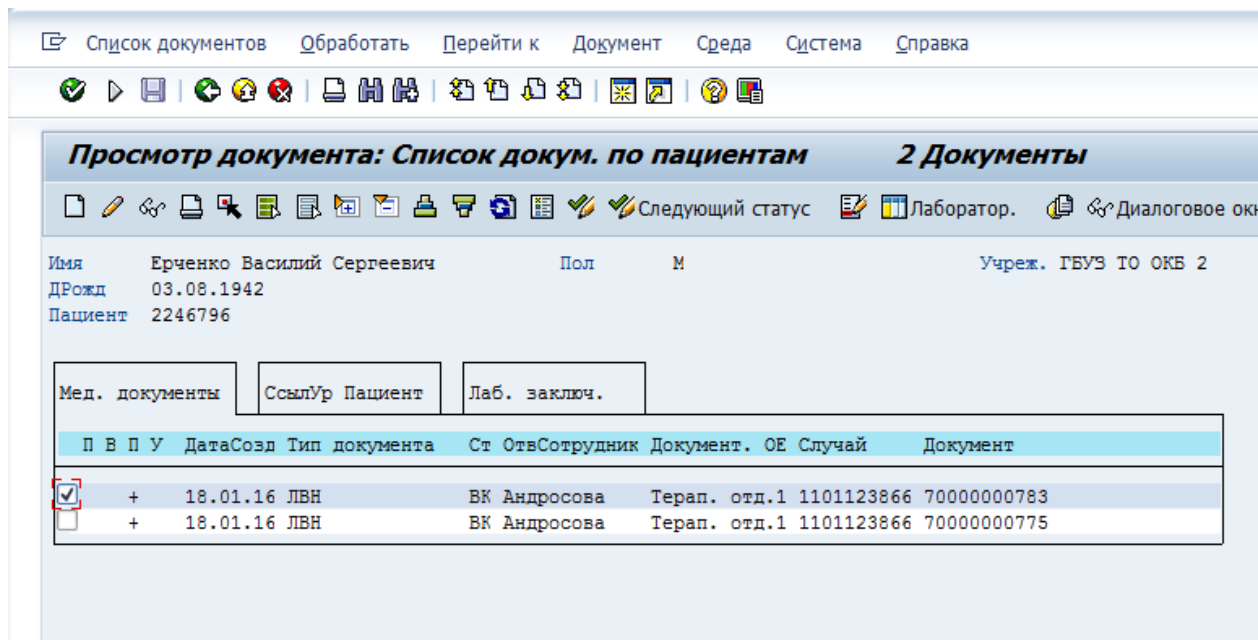 Список документов Обработать Перейти к Документ Среда Система Справка
Просмотр документа: Список докум. по пациентам 2 Документы
Следующий статус Лаборатор. Диалоговое окн
Имя Ерченко Василий Сергеевич Пол М Учреж. ГБУЗ ТО ОКБ 2
ДРожд 03.08.1942
Пациент 2246796
Мед. документы СсылУр Пациент Лаб. заключ.
П В П У ДатаСозд Тип документа Ст ОтвСотрудник Документ. ОЕ Случай Документ
+ 18.01.16 ЛВН ВК Андросова Терап. отд.1 1101123866 70000000783
+ 18.01.16 ЛВН ВК Андросова Терап. отд.1 1101123866 70000000775